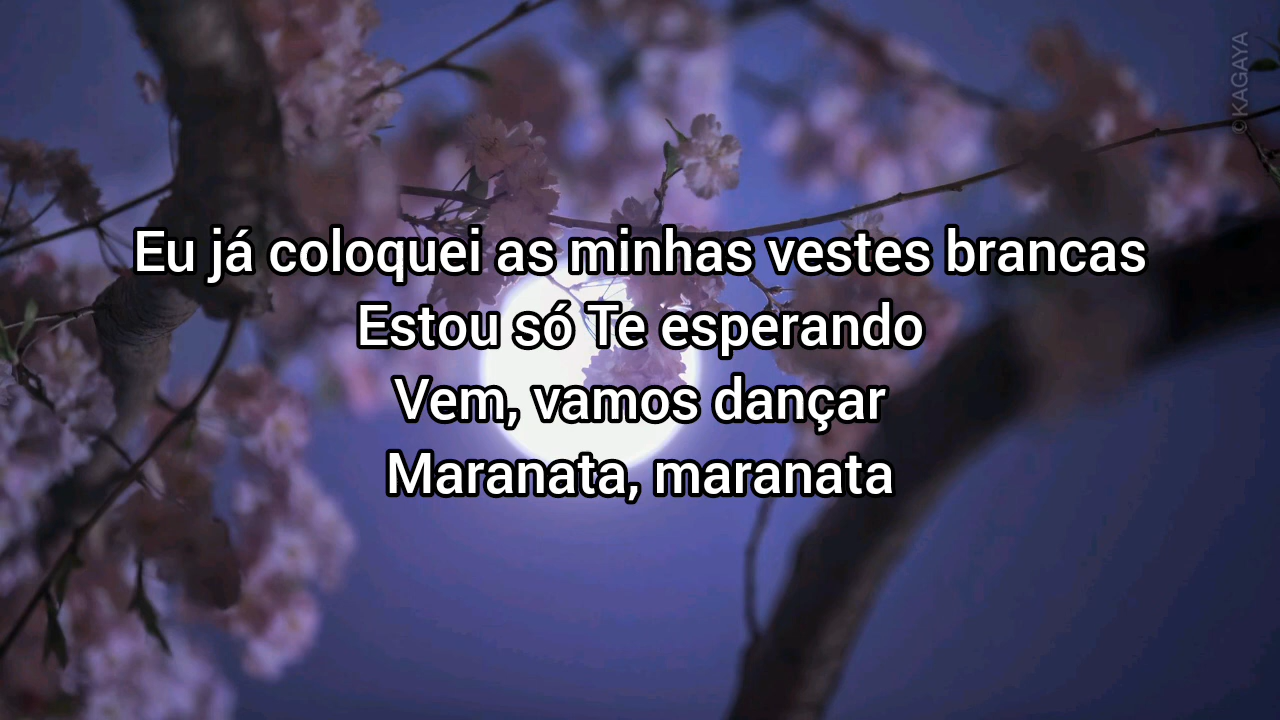 ©KAGAYA
Eu já coloquei as minhas vestes brancas
Estou só Te esperando
Vem, vamos dançar
Maranata, maranata